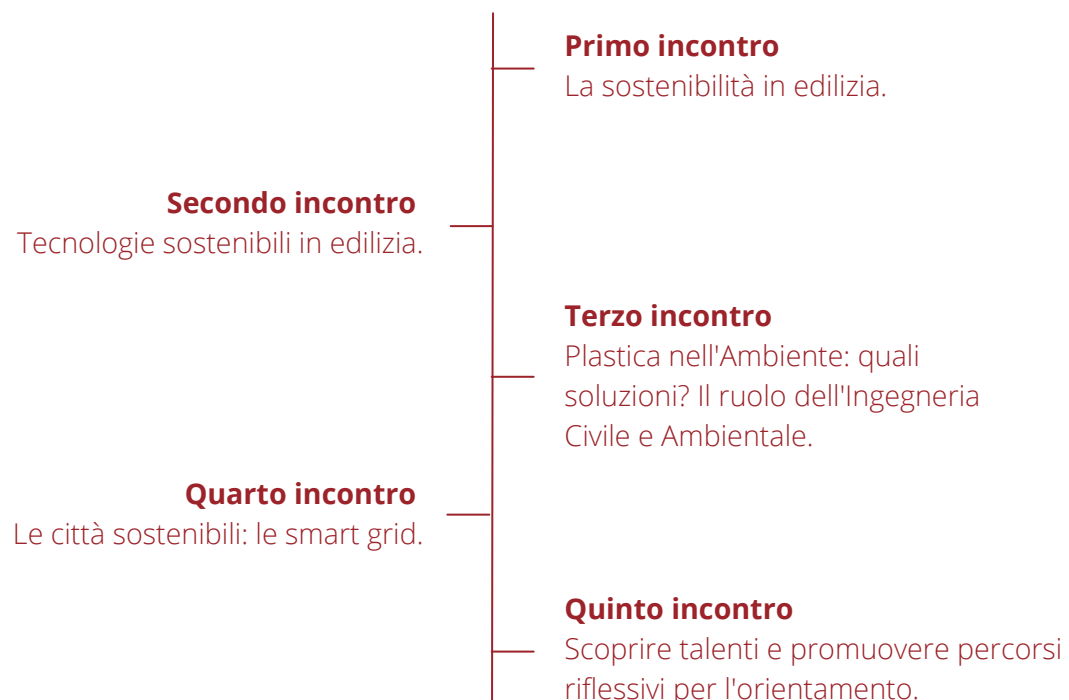 Primo incontro
La sostenibilità in edilizia.
Secondo incontro
Tecnologie sostenibili in edilizia.
Terzo incontro
Plastica nell'Ambiente: quali
soluzioni? Il ruolo dell'Ingegneria
Civile e Ambientale.
Quarto incontro
Le città sostenibili: le smart grid.
Quinto incontro
Scoprire talenti e promuovere percorsi
riflessivi per l'orientamento.